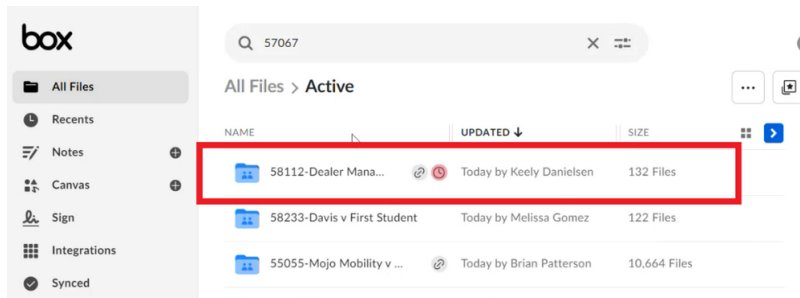 box
57067
All Files > Active
All Files
Recents
Notes
Canvas
Sign
Integrations
Synced
NAME UPDATED SIZE
58112-Dealer Mana... Today by Keely Danielsen 132 Files
58233-Davis v First Student Today by Melissa Gomez 122 Files
55055-Mojo Mobility v ... Today by Brian Patterson 10,664 Files